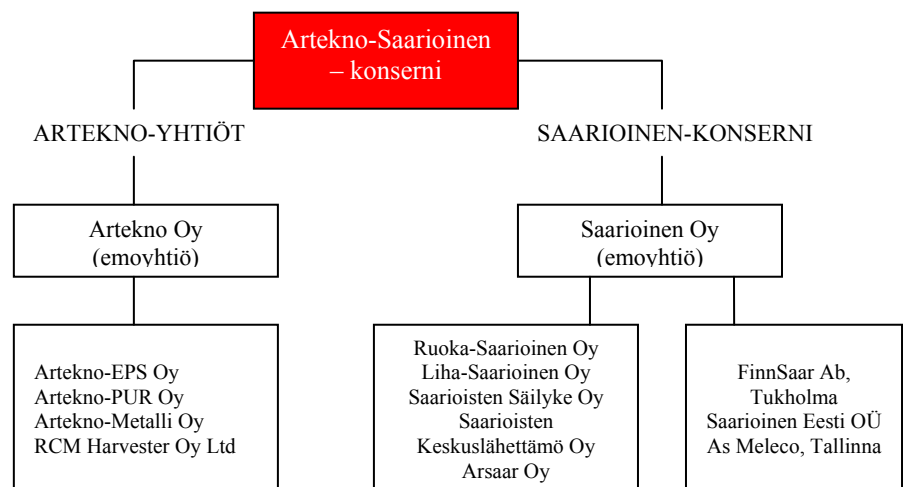 Artekno-Saarioinen
– konserni
ARTEKNO-YHTIÖT
SAARIOINEN-KONSERNI
Artekno Oy
(emoyhtiö)
Saarioinen Oy
(emoyhtiö)
Artekno-EPS Oy
Artekno-PUR Oy
Artekno-Metalli Oy
RCM Harvester Oy Ltd
Ruoka-Saarioinen Oy
Liha-Saarioinen Oy
Saarioisten Säilyke Oy
Saarioisten
Keskuslähettämö Oy
Arsaar Oy
FinnSaar Ab,
Tukholma
Saarioinen Eesti OÜ
As Meleco, Tallinna